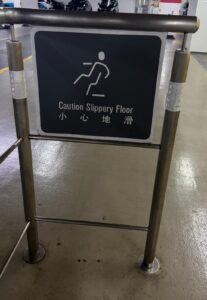 Caution Slippery Floor
小心地滑